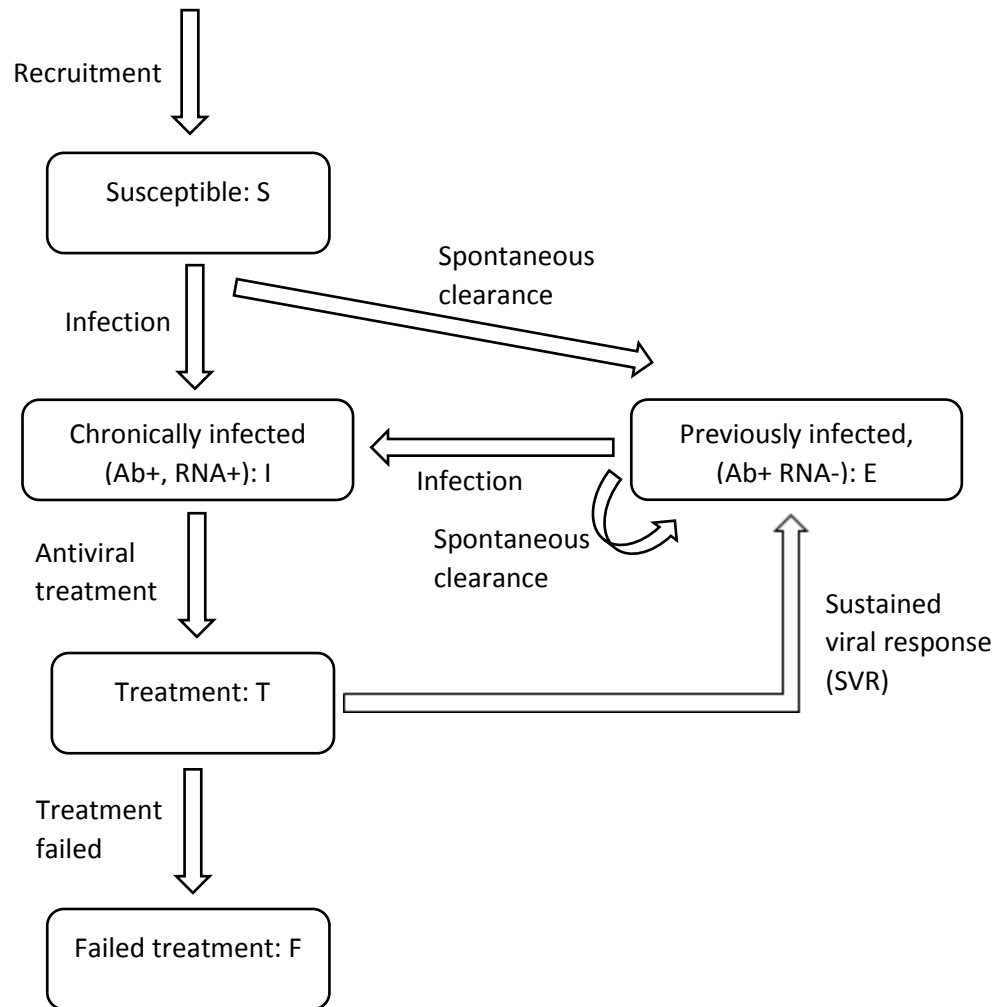 Recruitment
Susceptible: S
Spontaneous
clearance
Infection
Chronically infected
(Ab+, RNA+): I
Previously infected,
(Ab+ RNA-): E
Infection
Spontaneous
clearance
Antiviral
treatment
Sustained
viral response
(SVR)
Treatment: T
Treatment
failed
Failed treatment: F